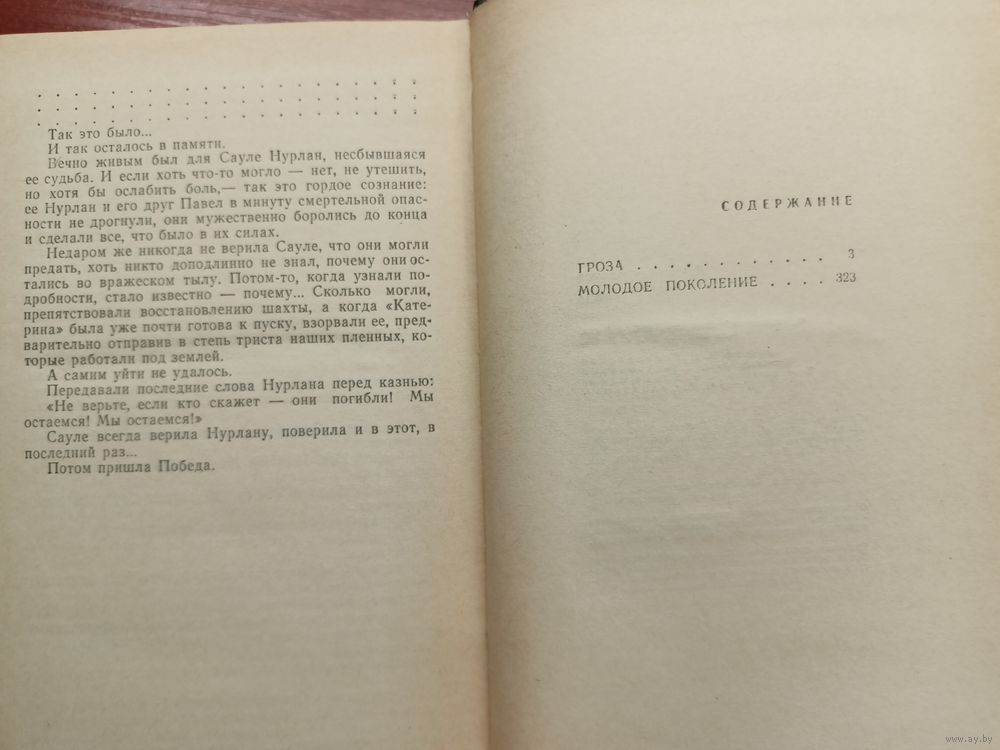 . . . . . . . . . . . . . . . . . . . .
. . . . . . . . . . . . . . . . . . . .
. . . . . . . . . . . . . . . . . . . .
Так это было...
И так осталось в памяти.
Вечно живым был для Сауле Нурлан, несбывшаяся
ее судьба. И если хоть что-то могло — нет, не утешить,
но хотя бы ослабить боль,— так это гордое сознание:
ее Нурлан и его друг Павел в минуту смертельной опас-
ности не дрогнули, они мужественно боролись до конца
и сделали все, что было в их силах.
Недаром же никогда не верила Сауле, что они могли
предать, хоть никто доподлинно не знал, почему они ос-
тались во вражеском тылу. Потом-то, когда узнали по-
дробности, стало известно — почему... Сколько могли,
препятствовали восстановлению шахты, а когда «Кате-
рина» была уже почти готова к пуску, взорвали ее, пред-
варительно отправив в степь триста наших пленных, ко-
торые работали под землей.
А самим уйти не удалось.
Передавали последние слова Нурлана перед казнью:
«Не верьте, если кто скажет — они погибли! Мы
остаемся! Мы остаемся!»
Сауле всегда верила Нурлану, поверила и в этот, в
последний раз...
Потом пришла Победа.
СОДЕРЖАНИЕ
ГРОЗА . . . . . . . . . . . . . 3
МОЛОДОЕ ПОКОЛЕНИЕ . . . . 323
www.ay.by